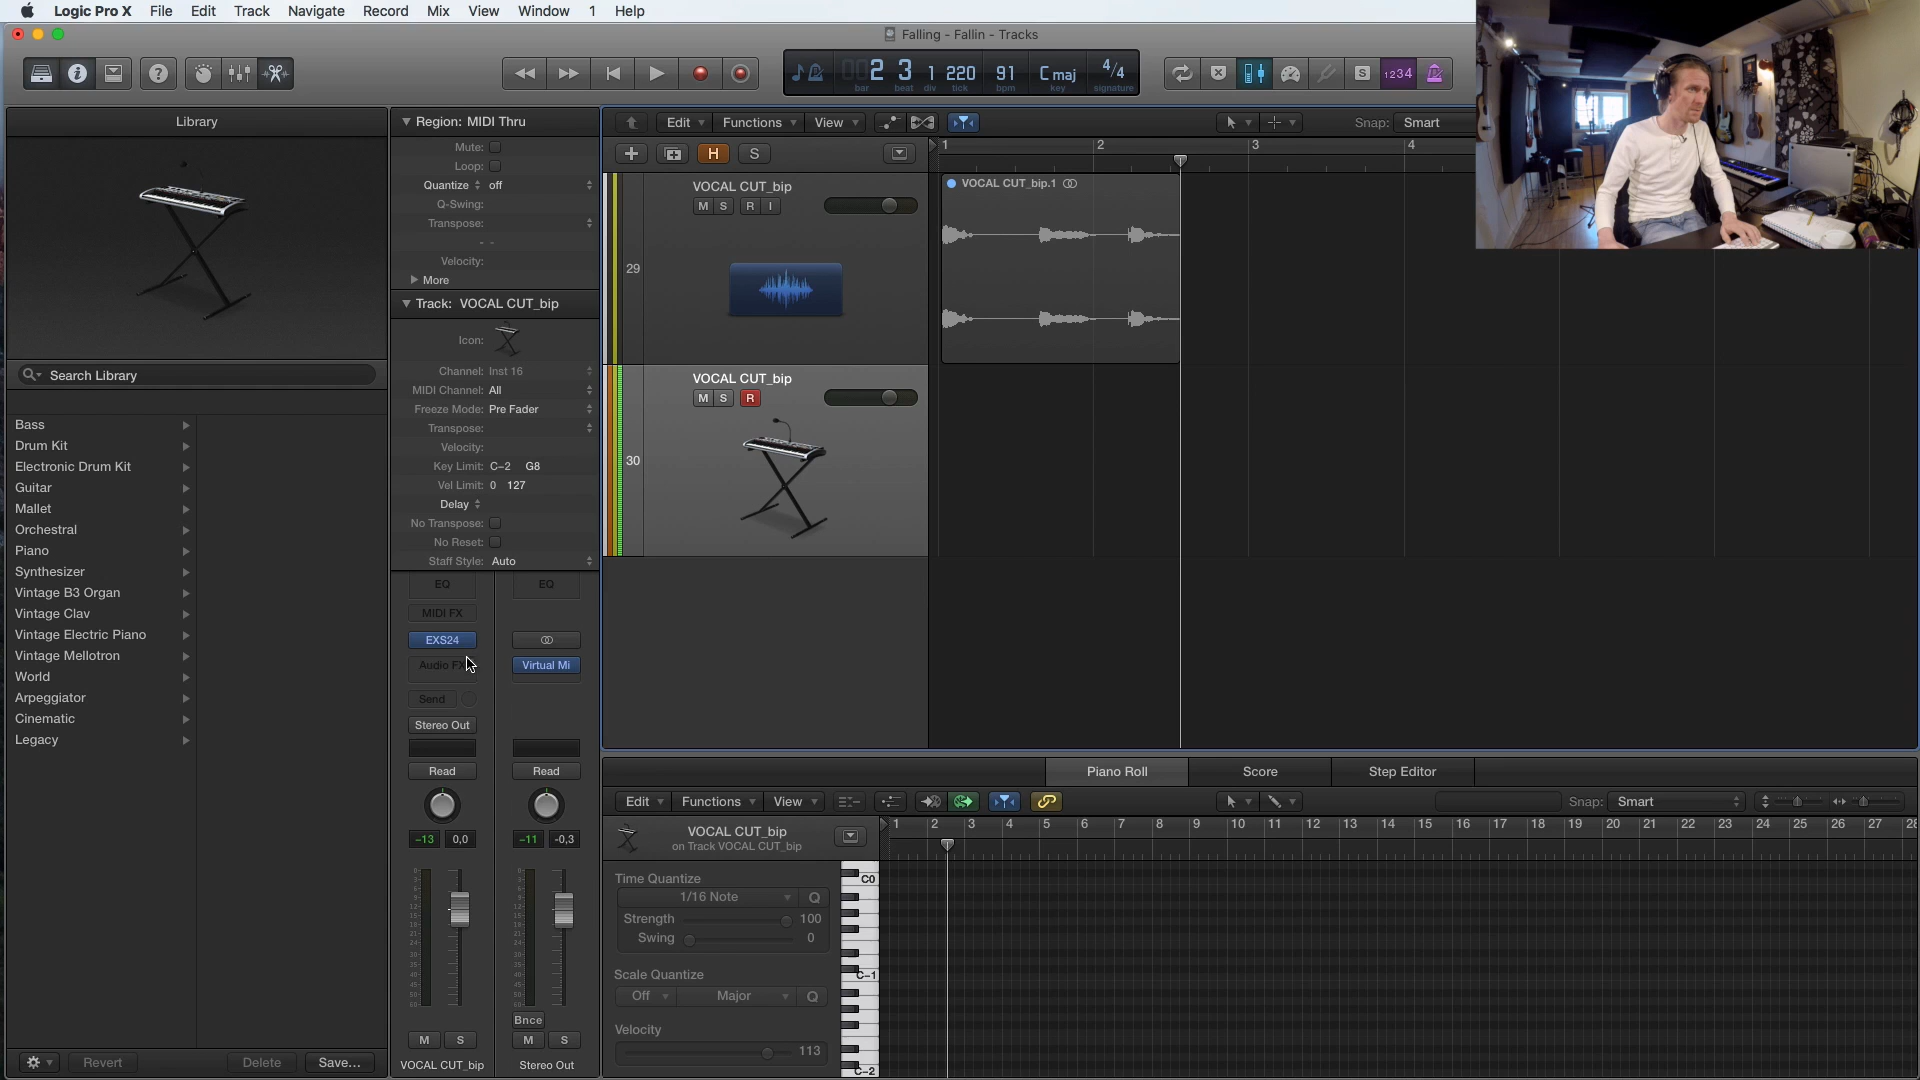 Logic Pro X File Edit Track Navigate Record Mix View Window 1 Help
Falling - Fallin - Tracks
002 3 1 220 91 C maj 4/4
bar beat div tick bpm key signature
S 1234
Library
Region: MIDI Thru
Edit Functions View Snap: Smart
H S
1 2 3 4
Mute:
Loop:
Quantize off
Q-Swing:
Transpose:
- -
Velocity:
More
Track: VOCAL CUT_bip
Icon:
Channel: Inst 16
MIDI Channel: All
Freeze Mode: Pre Fader
Transpose:
Velocity:
Key Limit: C-2 G8
Vel Limit: 0 127
Delay
No Transpose:
No Reset:
Staff Style: Auto
VOCAL CUT_bip
M S R I
29
VOCAL CUT_bip.1
VOCAL CUT_bip
M S R
30
Search Library
Bass
Drum Kit
Electronic Drum Kit
Guitar
Mallet
Orchestral
Piano
Synthesizer
Vintage B3 Organ
Vintage Clav
Vintage Electric Piano
Vintage Mellotron
World
Arpeggiator
Cinematic
Legacy
Revert Delete Save...
EQ EQ
MIDI FX
EXS24
Audio FX Virtual Mi
Send
Stereo Out
Read Read
-13 0,0 -11 -0,3
Bnce
M S M S
VOCAL CUT_bip Stereo Out
Piano Roll Score Step Editor
Edit Functions View Snap: Smart
1 2 3 4 5 6 7 8 9 10 11 12 13 14 15 16 17 18 19 20 21 22 23 24 25 26 27 28
VOCAL CUT_bip
on Track VOCAL CUT_bip
Time Quantize
1/16 Note Q
Strength 100
Swing 0
Scale Quantize
Off Major Q
Velocity
113
C0
C-1
C-2